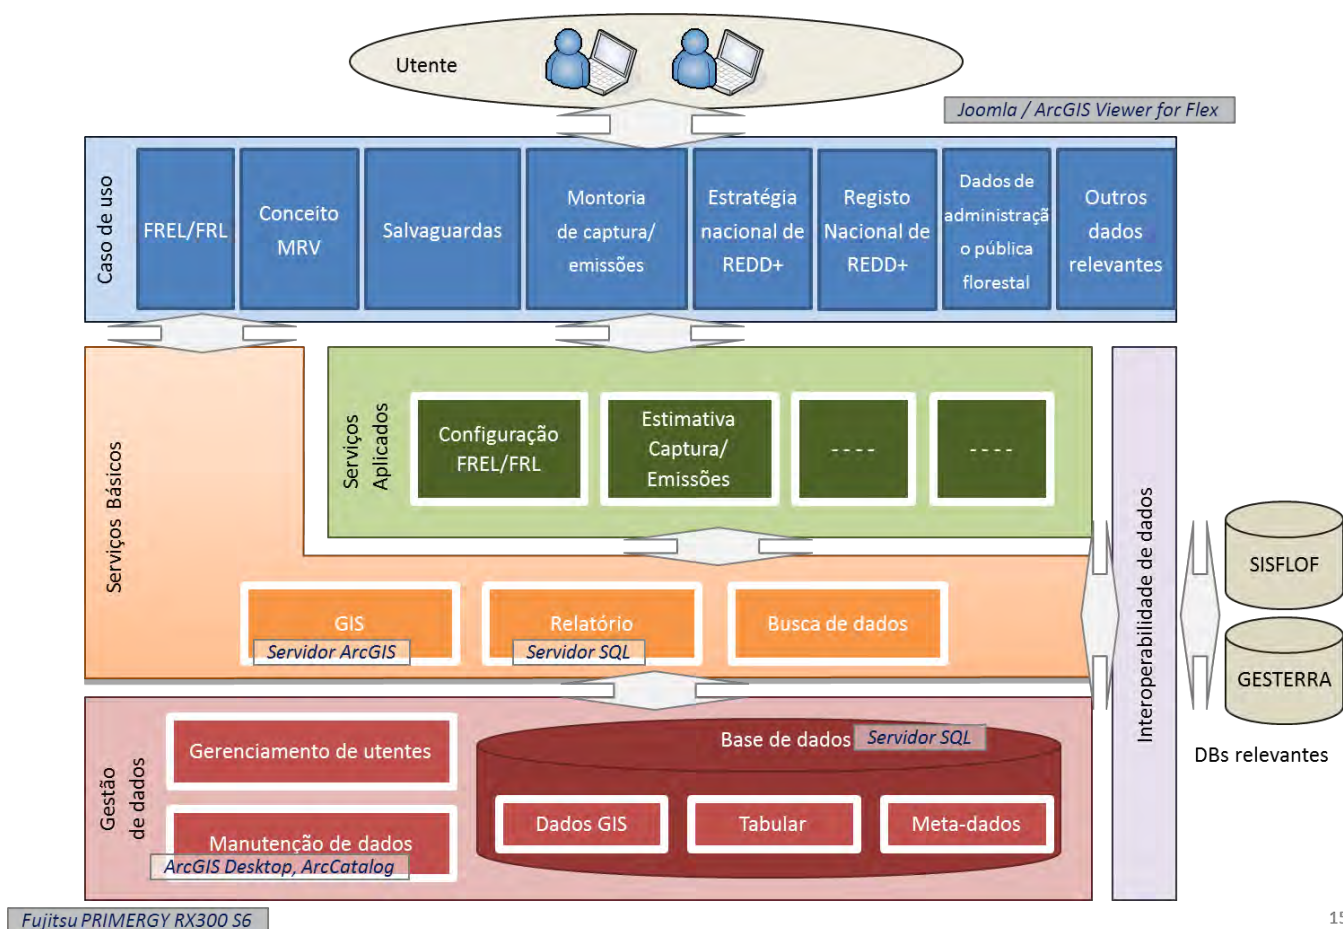 Utente
Joomla / ArcGIS Viewer for Flex
Caso de uso
FREL/FRL
Conceito
MRV
Salvaguardas
Montoria
de captura/
emissões
Estratégia
nacional de
REDD+
Registo
Nacional de
REDD+
Dados de
administraçã
o pública
florestal
Outros
dados
relevantes
Serviços Básicos
Serviços
Aplicados
Configuração
FREL/FRL
Estimativa
Captura/
Emissões
- - - -
- - - -
GIS
Servidor ArcGIS
Relatório
Servidor SQL
Busca de dados
Interoperabilidade de dados
SISFLOF
GESTERRA
DBs relevantes
Gestão
de dados
Gerenciamento de utentes
Manutenção de dados
ArcGIS Desktop, ArcCatalog
Base de dados
Servidor SQL
Dados GIS
Tabular
Meta-dados
Fujitsu PRIMERGY RX300 S6
15